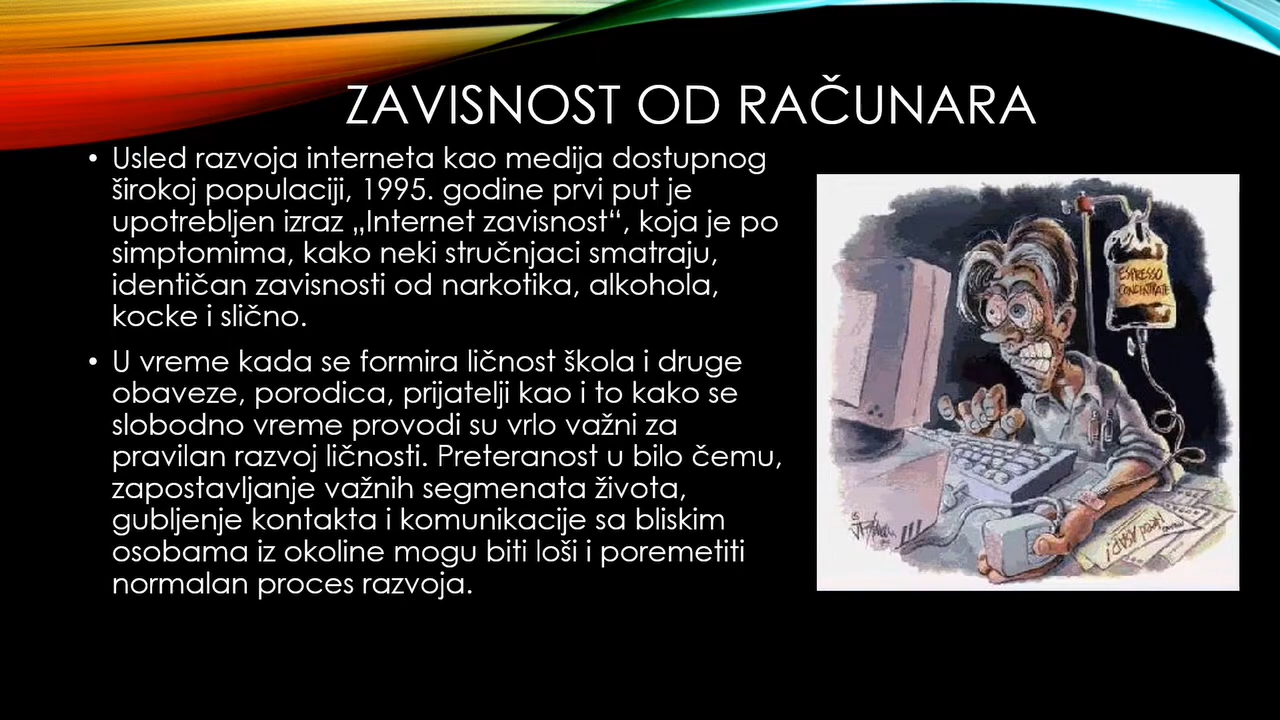 ZAVISNOST OD RAČUNARA
• Usled razvoja interneta kao medija dostupnog
širokoj populaciji, 1995. godine prvi put je
upotrebljen izraz „Internet zavisnost“, koja je po
simptomima, kako neki stručnjaci smatraju,
identičan zavisnosti od narkotika, alkohola,
kocke i slično.
• U vreme kada se formira ličnost škola i druge
obaveze, porodica, prijatelji kao i to kako se
slobodno vreme provodi su vrlo važni za
pravilan razvoj ličnosti. Preteranost u bilo čemu,
zapostavljanje važnih segmenata života,
gubljenje kontakta i komunikacije sa bliskim
osobama iz okoline mogu biti loši i poremetiti
normalan proces razvoja.
ESPRESSO
CONCENTRATE